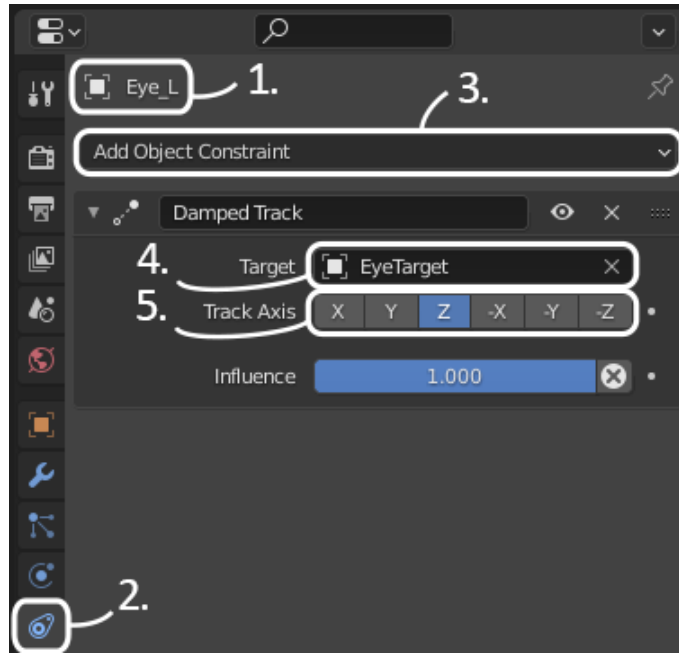 Eye_L
1.
3.
Add Object Constraint
Damped Track
4.
Target
EyeTarget
5.
Track Axis
X Y Z -X -Y -Z
Influence
1.000
2.